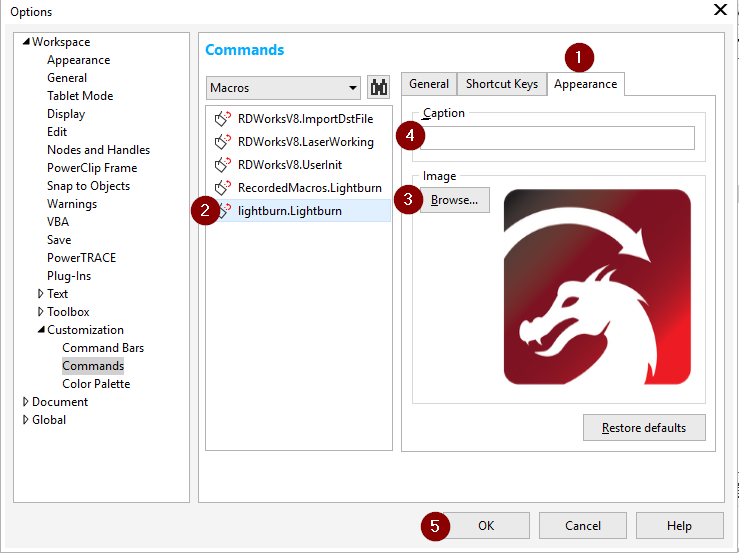 Options
Workspace
Appearance
General
Tablet Mode
Display
Edit
Nodes and Handles
PowerClip Frame
Snap to Objects
Warnings
VBA
Save
PowerTRACE
Plug-Ins
Text
Toolbox
Customization
Command Bars
Commands
Color Palette
Document
Global
Commands
Macros
RDWorksV8.ImportDstFile
RDWorksV8.LaserWorking
RDWorksV8.UserInit
RecordedMacros.Lightburn
2 lightburn.Lightburn
1
General Shortcut Keys Appearance
Caption
4
Image
3 Browse...
Restore defaults
5 OK Cancel Help